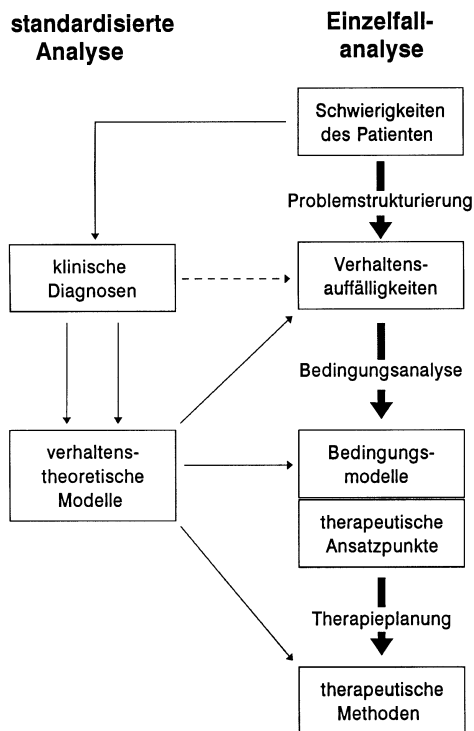 standardisierte
Analyse
Einzelfall-
analyse
Schwierigkeiten
des Patienten
Problemstrukturierung
klinische
Diagnosen
Verhaltens-
auffälligkeiten
Bedingungsanalyse
verhaltens-
theoretische
Modelle
Bedingungs-
modelle
therapeutische
Ansatzpunkte
Therapieplanung
therapeutische
Methoden